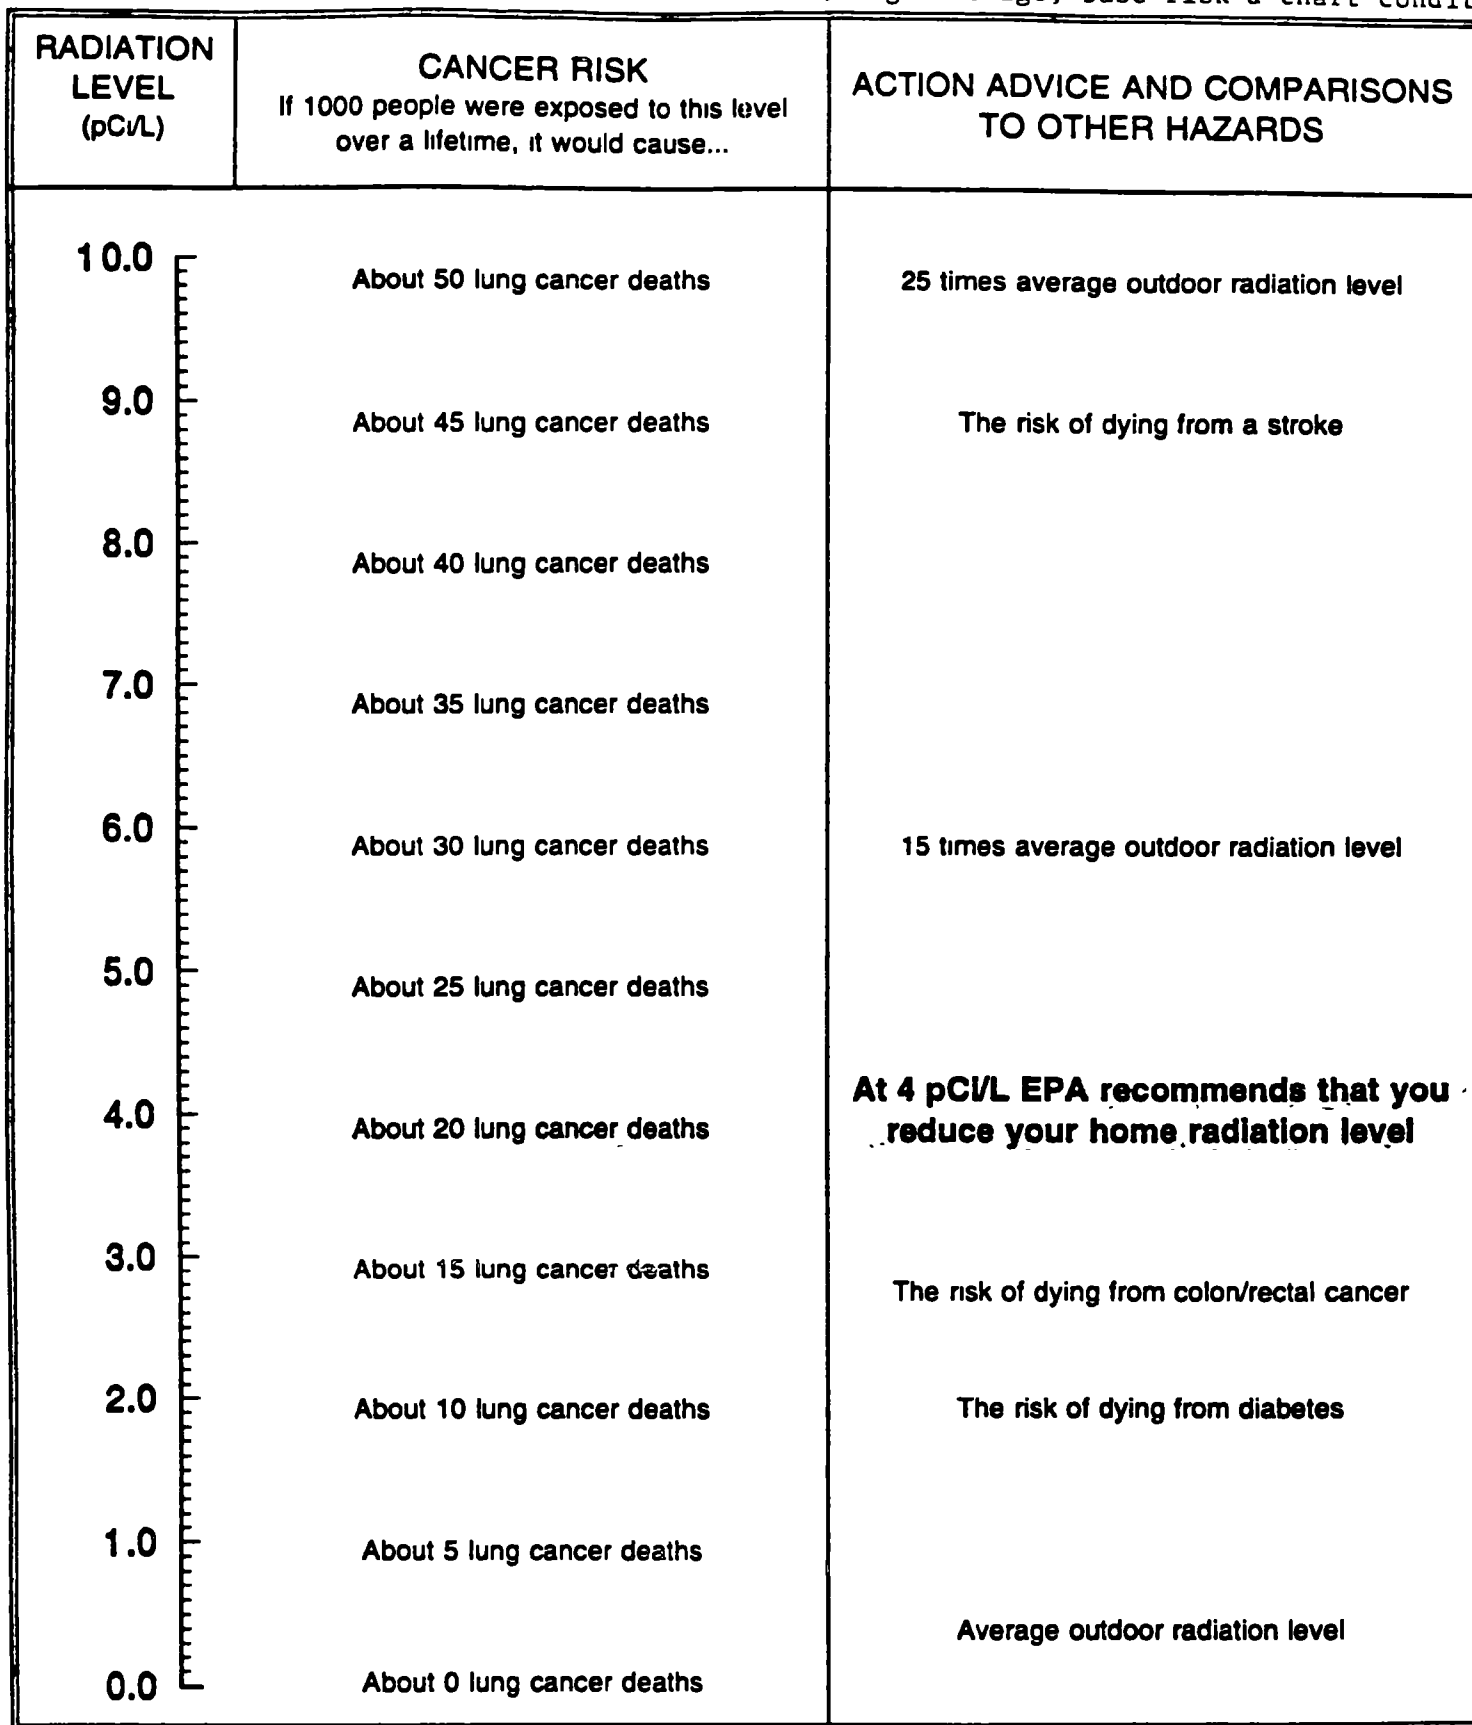 RADIATION
LEVEL
(pCi/L)
CANCER RISK
If 1000 people were exposed to this level
over a lifetime, it would cause...
ACTION ADVICE AND COMPARISONS
TO OTHER HAZARDS
10.0 About 50 lung cancer deaths 25 times average outdoor radiation level
9.0 About 45 lung cancer deaths The risk of dying from a stroke
8.0 About 40 lung cancer deaths
7.0 About 35 lung cancer deaths
6.0 About 30 lung cancer deaths 15 times average outdoor radiation level
5.0 About 25 lung cancer deaths
At 4 pCi/L EPA recommends that you
4.0 About 20 lung cancer deaths reduce your home radiation level
3.0 About 15 lung cancer deaths
The risk of dying from colon/rectal cancer
2.0 About 10 lung cancer deaths The risk of dying from diabetes
1.0 About 5 lung cancer deaths
Average outdoor radiation level
0.0 About 0 lung cancer deaths